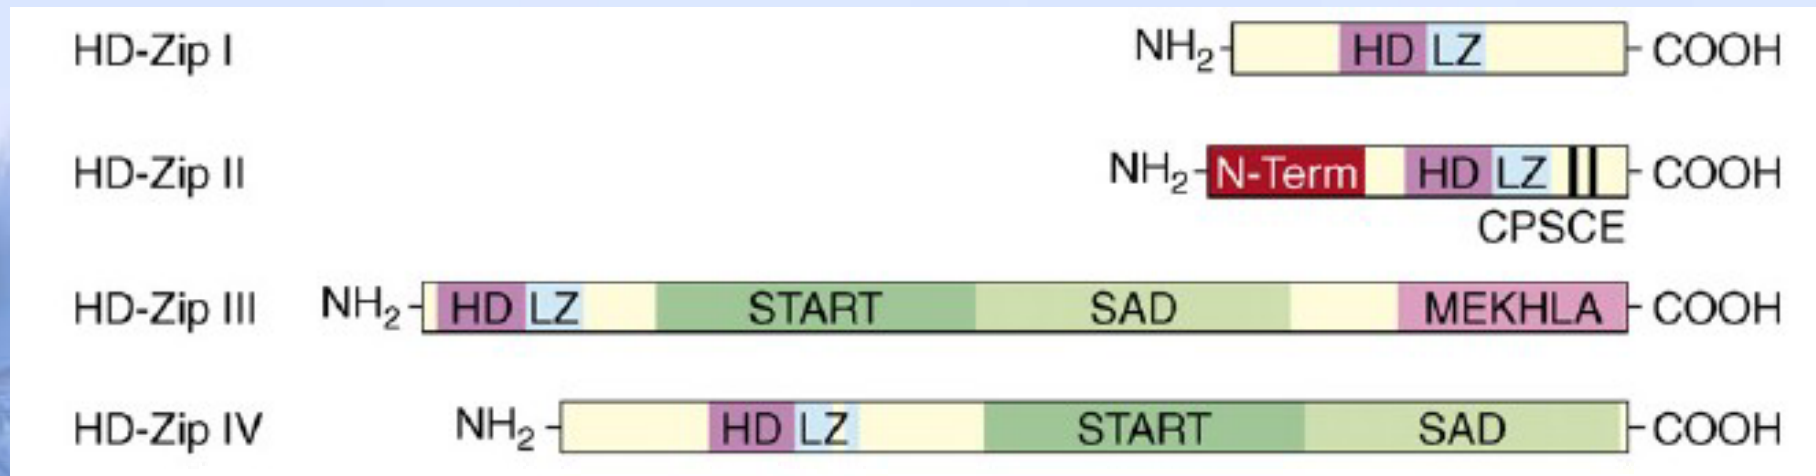 HD-Zip I NH₂ HD LZ COOH
HD-Zip II NH₂ N-Term HD LZ COOH
CPSCE
HD-Zip III NH₂ HD LZ START SAD MEKHLA COOH
HD-Zip IV NH₂ HD LZ START SAD COOH